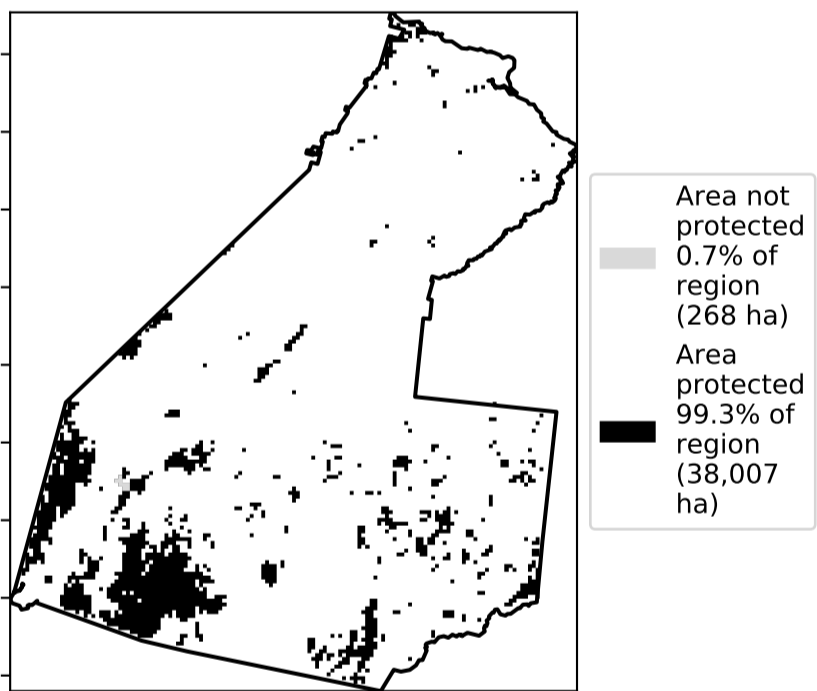 Area not
protected
0.7% of
region
(268 ha)
Area
protected
99.3% of
region
(38,007
ha)